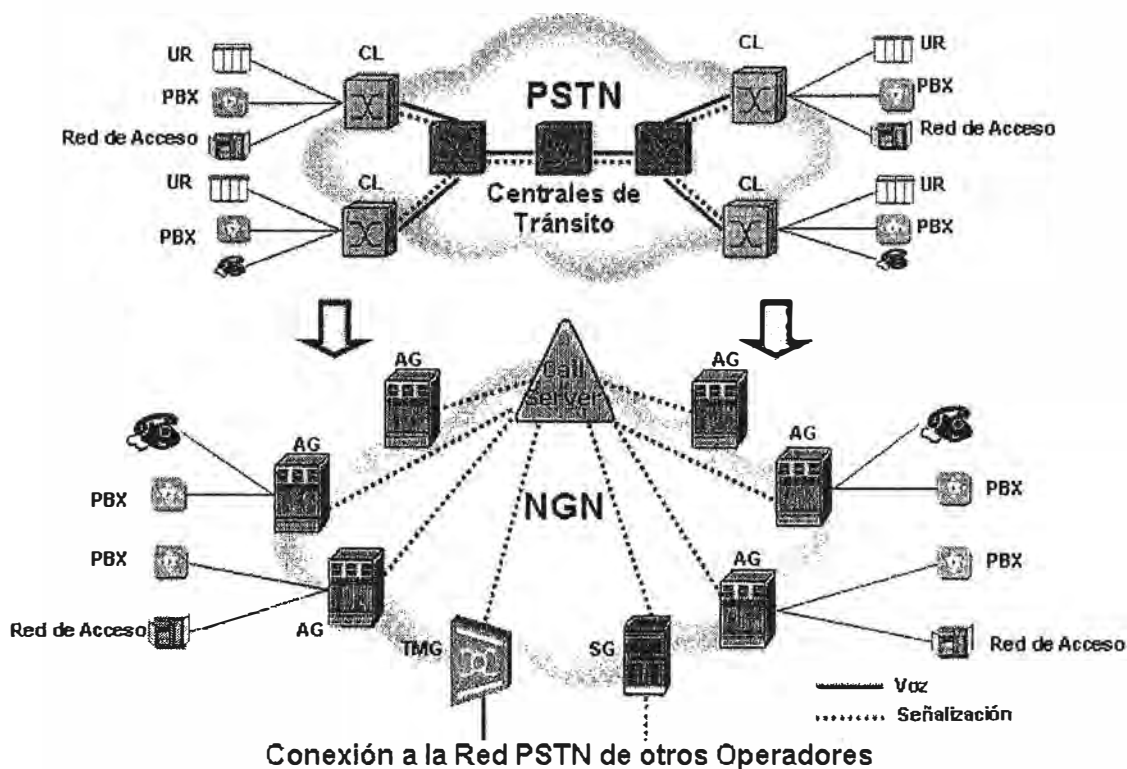 CL
CL
UR
UR
PBX
PSTN
PBX
Red de Acceso
Red de Acceso
UR
CL
Centrales de
Tránsito
CL
UR
PBX
PBX
AG
Call
Server
AG
AG
AG
PBX
NGN
PBX
PBX
AG
PBX
Red de Acceso
AG
TMG
SG
Red de Acceso
Voz
Señalización
Conexión a la Red PSTN de otros Operadores